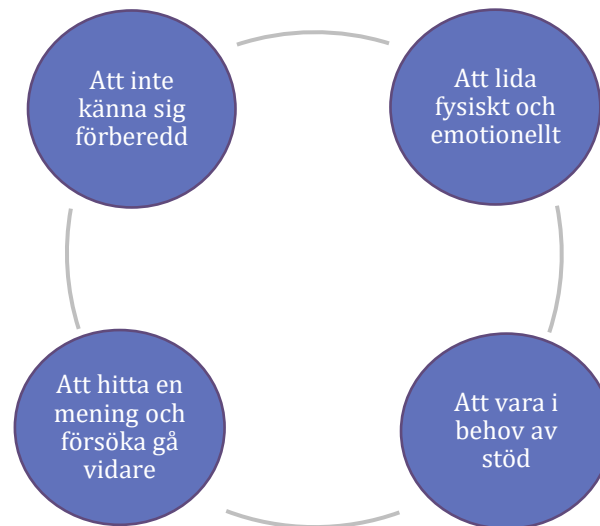 Att inte
känna sig
förberedd
Att lida
fysiskt och
emotionellt
Att hitta en
mening och
försöka gå
vidare
Att vara i
behov av
stöd